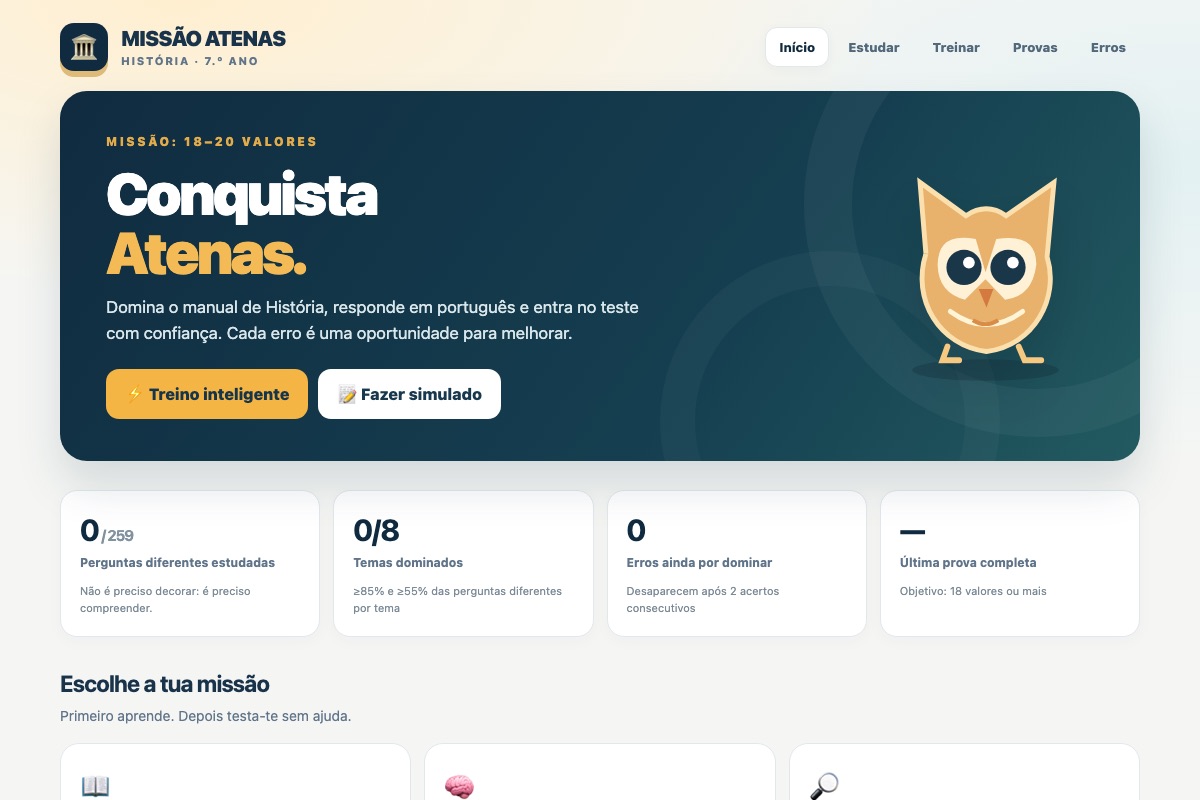 MISSÃO ATENAS
HISTÓRIA · 7.º ANO
Início
Estudar
Treinar
Provas
Erros
MISSÃO: 18–20 VALORES
Conquista
Atenas.
Domina o manual de História, responde em português e entra no teste
com confiança. Cada erro é uma oportunidade para melhorar.
⚡ Treino inteligente
📝 Fazer simulado
0/259
Perguntas diferentes estudadas
Não é preciso decorar: é preciso
compreender.
0/8
Temas dominados
≥85% e ≥55% das perguntas diferentes
por tema
0
Erros ainda por dominar
Desaparecem após 2 acertos
consecutivos
—
Última prova completa
Objetivo: 18 valores ou mais
Escolhe a tua missão
Primeiro aprende. Depois testa-te sem ajuda.